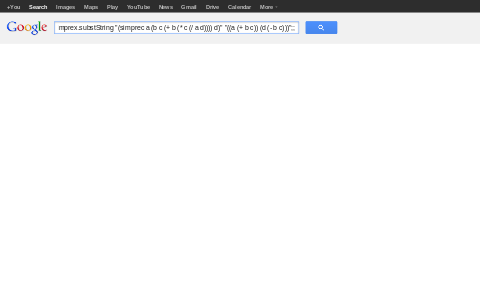 +You Search Images Maps Play YouTube News Gmail Drive Calendar More
Google mprex.substString "(simprec a (b c (+ b (* c (/ a d)))) d)" "((a (+ b c)) (d (- b c)))";;